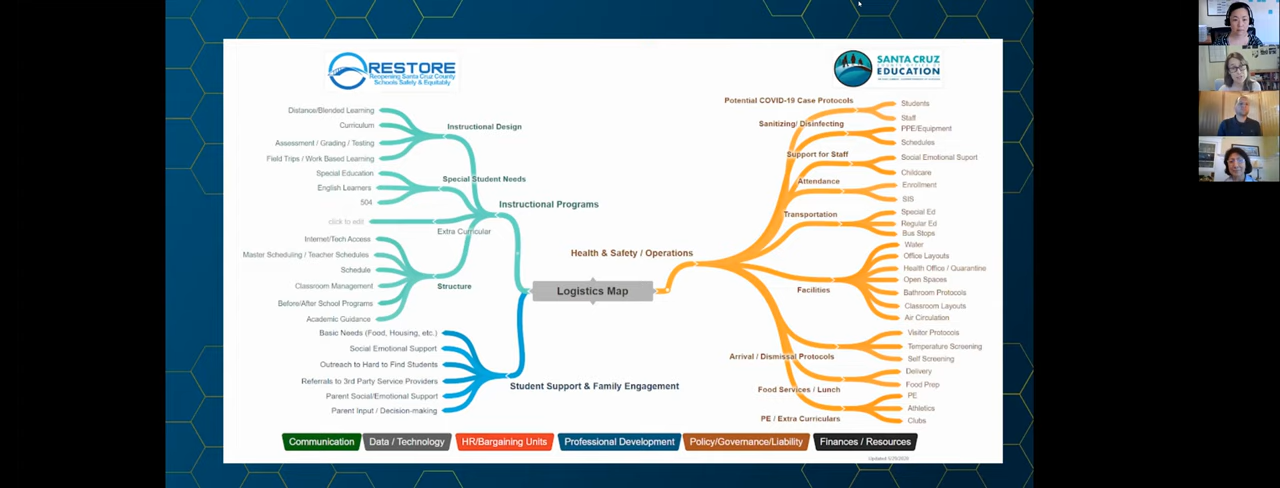 RESTORE
Reopening Santa Cruz County
Schools Safely & Equitably
SANTA CRUZ
EDUCATION
Distance/Blended Learning
Curriculum
Assessment / Grading / Testing
Field Trips / Work Based Learning
Instructional Design
Special Education
English Learners
504
Special Student Needs
Instructional Programs
click to edit
Extra Curricular
Internet/Tech Access
Master Scheduling / Teacher Schedules
Schedule
Classroom Management
Before/After School Programs
Academic Guidance
Structure
Basic Needs (Food, Housing, etc.)
Social Emotional Support
Outreach to Hard to Find Students
Referrals to 3rd Party Service Providers
Parent Social/Emotional Support
Parent Input / Decision-making
Student Support & Family Engagement
Logistics Map
Health & Safety / Operations
Potential COVID-19 Case Protocols
Students
Staff
Sanitizing/ Disinfecting
PPE/Equipment
Schedules
Support for Staff
Social Emotional Suport
Childcare
Attendance
Enrollment
SIS
Transportation
Special Ed
Regular Ed
Bus Stops
Facilities
Water
Office Layouts
Health Office / Quarantine
Open Spaces
Bathroom Protocols
Classroom Layouts
Air Circulation
Arrival / Dismissal Protocols
Visitor Protocols
Temperature Screening
Self Screening
Food Services / Lunch
Delivery
Food Prep
PE / Extra Curriculars
PE
Athletics
Clubs
Communication
Data / Technology
HR/Bargaining Units
Professional Development
Policy/Governance/Liability
Finances / Resources